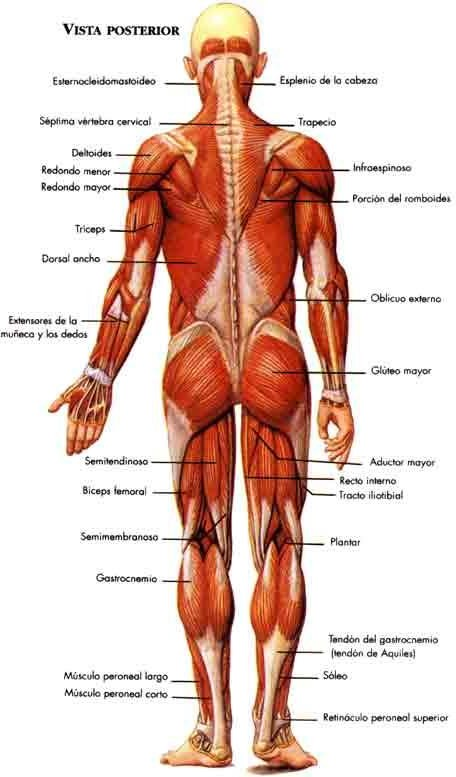 VISTA POSTERIOR
Esternocleidomastoideo
Esplenio de la cabeza
Séptima vértebra cervical
Trapecio
Deltoides
Redondo menor
Infraespinoso
Redondo mayor
Porción del romboides
Tríceps
Dorsal ancho
Oblicuo externo
Extensores de la
muñeca y los dedos
Glúteo mayor
Semitendinoso
Aductor mayor
Recto interno
Bíceps femoral
Tracto iliotibial
Semimembranoso
Plantar
Gastrocnemio
Tendón del gastrocnemio
(tendón de Aquiles)
Músculo peroneal largo
Sóleo
Músculo peroneal corto
Retináculo peroneal superior